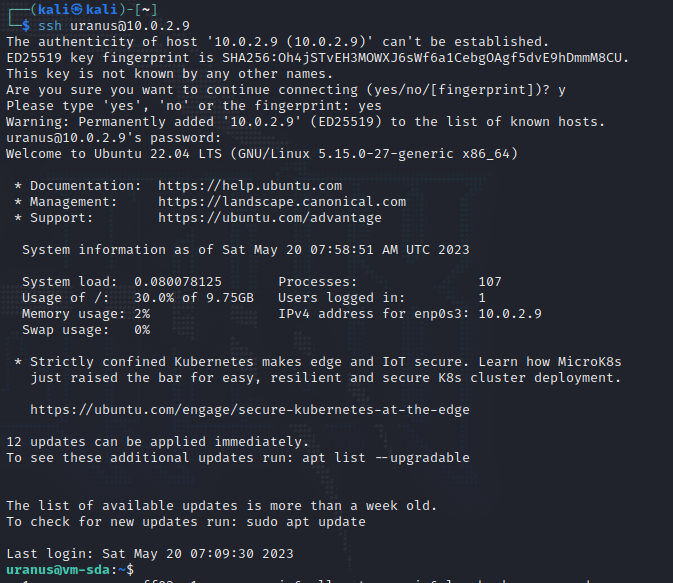 ┌──(kali㉿kali)-[~]
└─$ ssh uranus@10.0.2.9
The authenticity of host '10.0.2.9 (10.0.2.9)' can't be established.
ED25519 key fingerprint is SHA256:Oh4jSTvEH3MOWXJ6sWf6a1CebgOAgf5dvE9hDmmM8CU.
This key is not known by any other names.
Are you sure you want to continue connecting (yes/no/[fingerprint])? y
Please type 'yes', 'no' or the fingerprint: yes
Warning: Permanently added '10.0.2.9' (ED25519) to the list of known hosts.
uranus@10.0.2.9's password:
Welcome to Ubuntu 22.04 LTS (GNU/Linux 5.15.0-27-generic x86_64)
* Documentation: https://help.ubuntu.com
* Management: https://landscape.canonical.com
* Support: https://ubuntu.com/advantage
System information as of Sat May 20 07:58:51 AM UTC 2023
System load: 0.080078125 Processes: 107
Usage of /: 30.0% of 9.75GB Users logged in: 1
Memory usage: 2% IPv4 address for enp0s3: 10.0.2.9
Swap usage: 0%
* Strictly confined Kubernetes makes edge and IoT secure. Learn how MicroK8s
just raised the bar for easy, resilient and secure K8s cluster deployment.
https://ubuntu.com/engage/secure-kubernetes-at-the-edge
12 updates can be applied immediately.
To see these additional updates run: apt list --upgradable
The list of available updates is more than a week old.
To check for new updates run: sudo apt update
Last login: Sat May 20 07:09:30 2023
uranus@vm-sda:~$